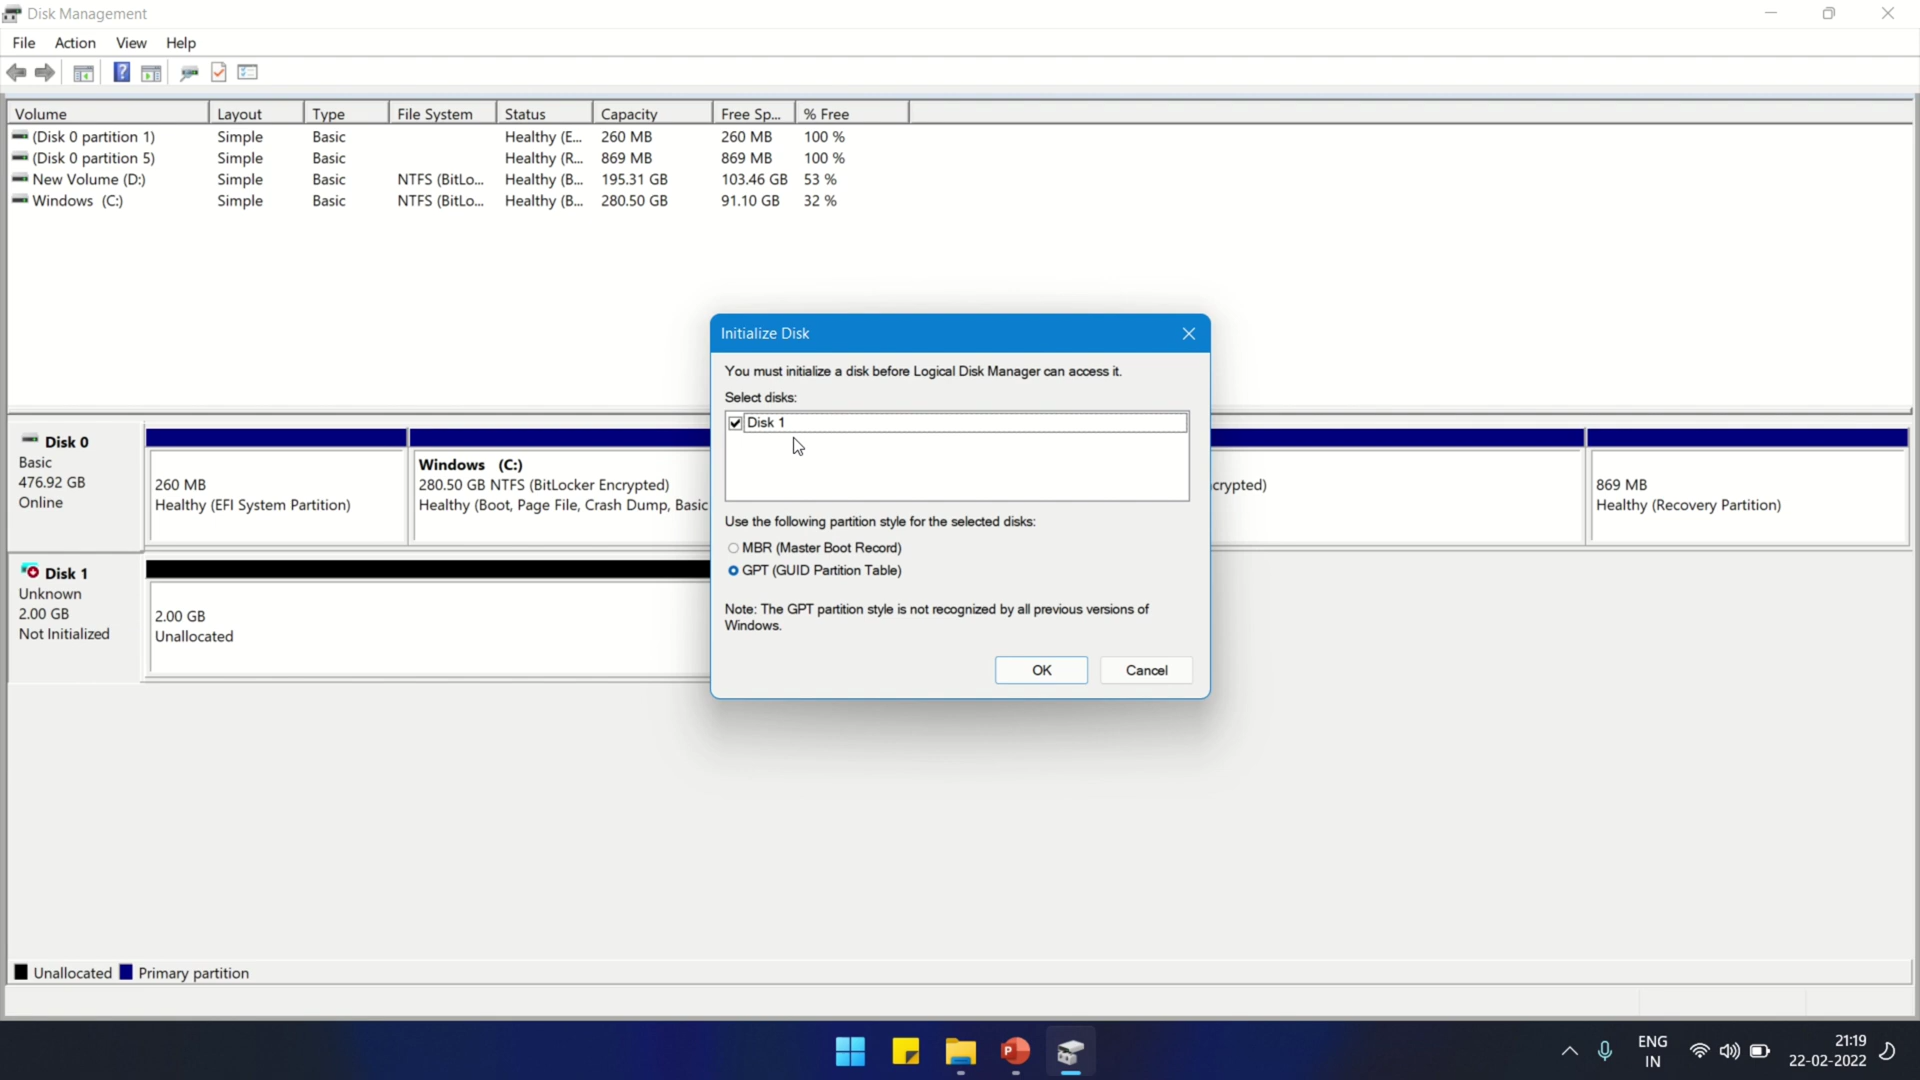 Disk Management
File Action View Help
Volume Layout Type File System Status Capacity Free Sp... % Free
(Disk 0 partition 1) Simple Basic Healthy (E... 260 MB 260 MB 100 %
(Disk 0 partition 5) Simple Basic Healthy (R... 869 MB 869 MB 100 %
New Volume (D:) Simple Basic NTFS (BitLo... Healthy (B... 195.31 GB 103.46 GB 53 %
Windows (C:) Simple Basic NTFS (BitLo... Healthy (B... 280.50 GB 91.10 GB 32 %
Initialize Disk
You must initialize a disk before Logical Disk Manager can access it.
Select disks:
Disk 1
Use the following partition style for the selected disks:
MBR (Master Boot Record)
GPT (GUID Partition Table)
Note: The GPT partition style is not recognized by all previous versions of
Windows.
OK Cancel
Disk 0
Basic
476.92 GB
Online
260 MB
Healthy (EFI System Partition)
Windows (C:)
280.50 GB NTFS (BitLocker Encrypted)
Healthy (Boot, Page File, Crash Dump, Basic
crypted)
869 MB
Healthy (Recovery Partition)
Disk 1
Unknown
2.00 GB
Not Initialized
2.00 GB
Unallocated
Unallocated Primary partition
P
ENG
IN
21:19
22-02-2022